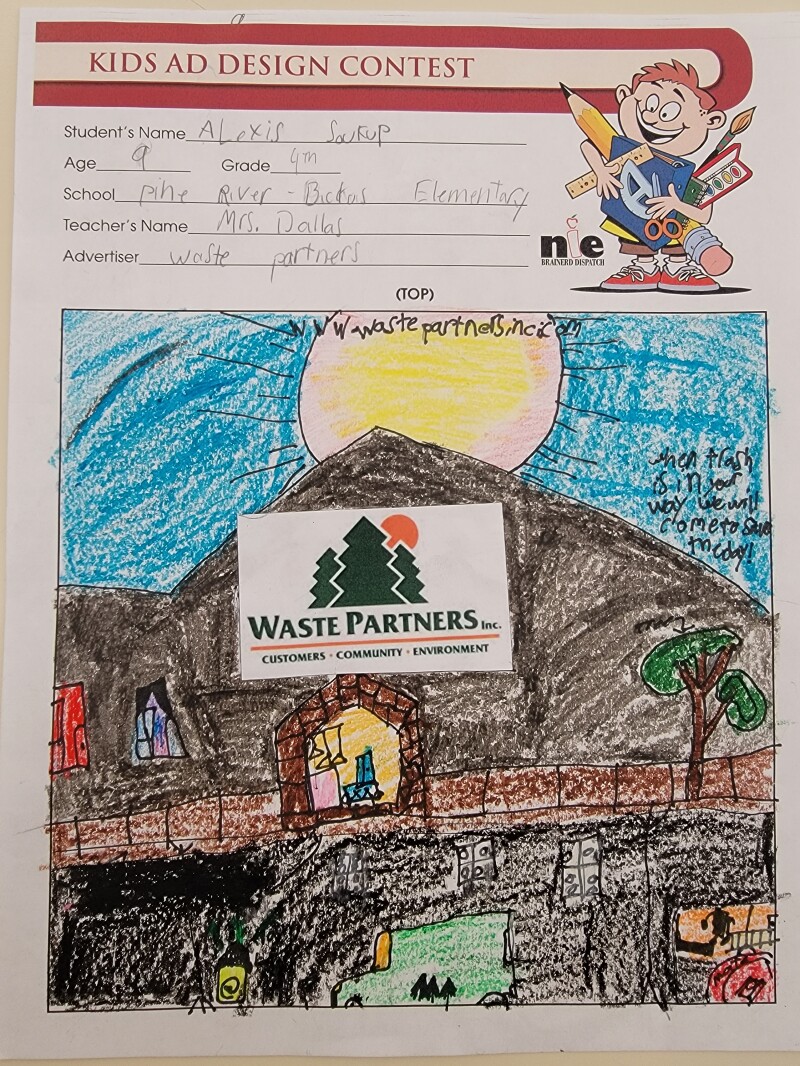 KIDS AD DESIGN CONTEST
Student's Name ALexis Soukup
Age 9 Grade 4th
School Pine River - Backus Elementary
Teacher's Name Mrs. Dallas
Advertiser waste partners
nie
BRAINERD DISPATCH
(TOP)
www.wastepartnersinc.com
when trash
is in your
way we will
come to save
the day!
WASTE PARTNERS Inc.
CUSTOMERS • COMMUNITY • ENVIRONMENT